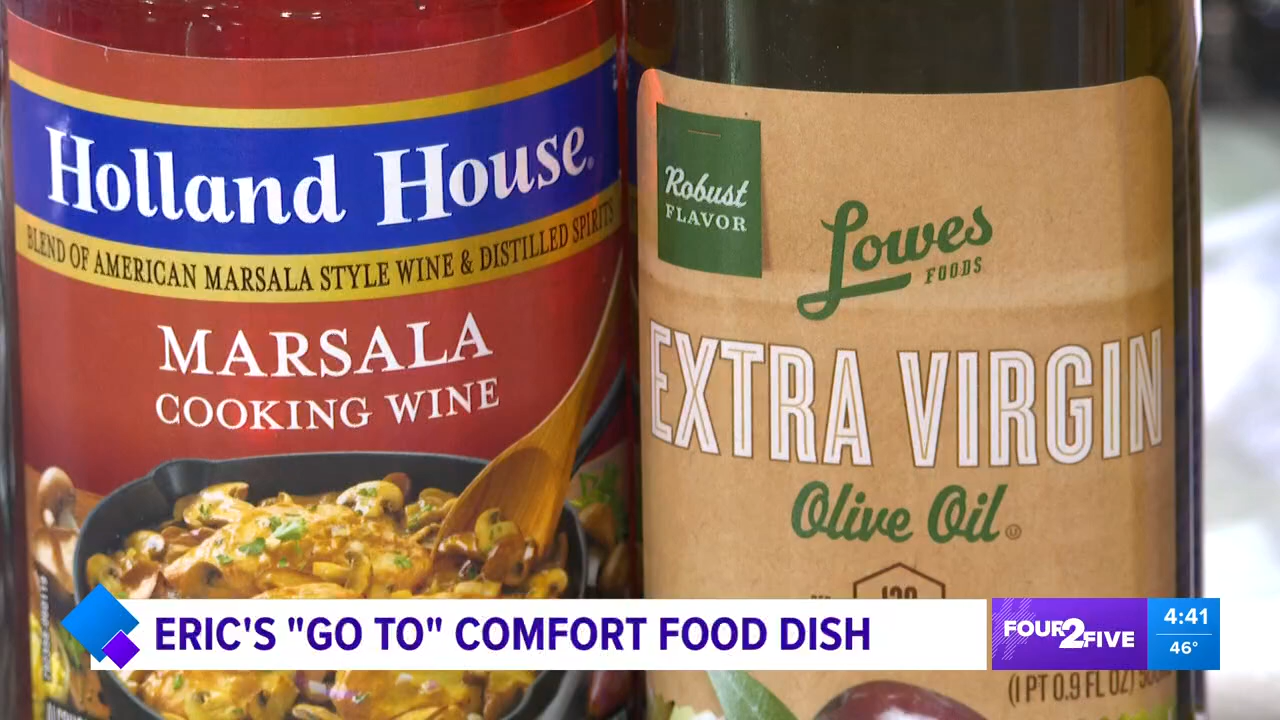 Holland House®
BLEND OF AMERICAN MARSALA STYLE WINE & DISTILLED SPIRITS
MARSALA
COOKING WINE
Robust
FLAVOR
Lowes
FOODS
EXTRA VIRGIN
Olive Oil
ERIC'S "GO TO" COMFORT FOOD DISH
FOUR2FIVE
4:41
46°
(1 PT 0.9 FL OZ)